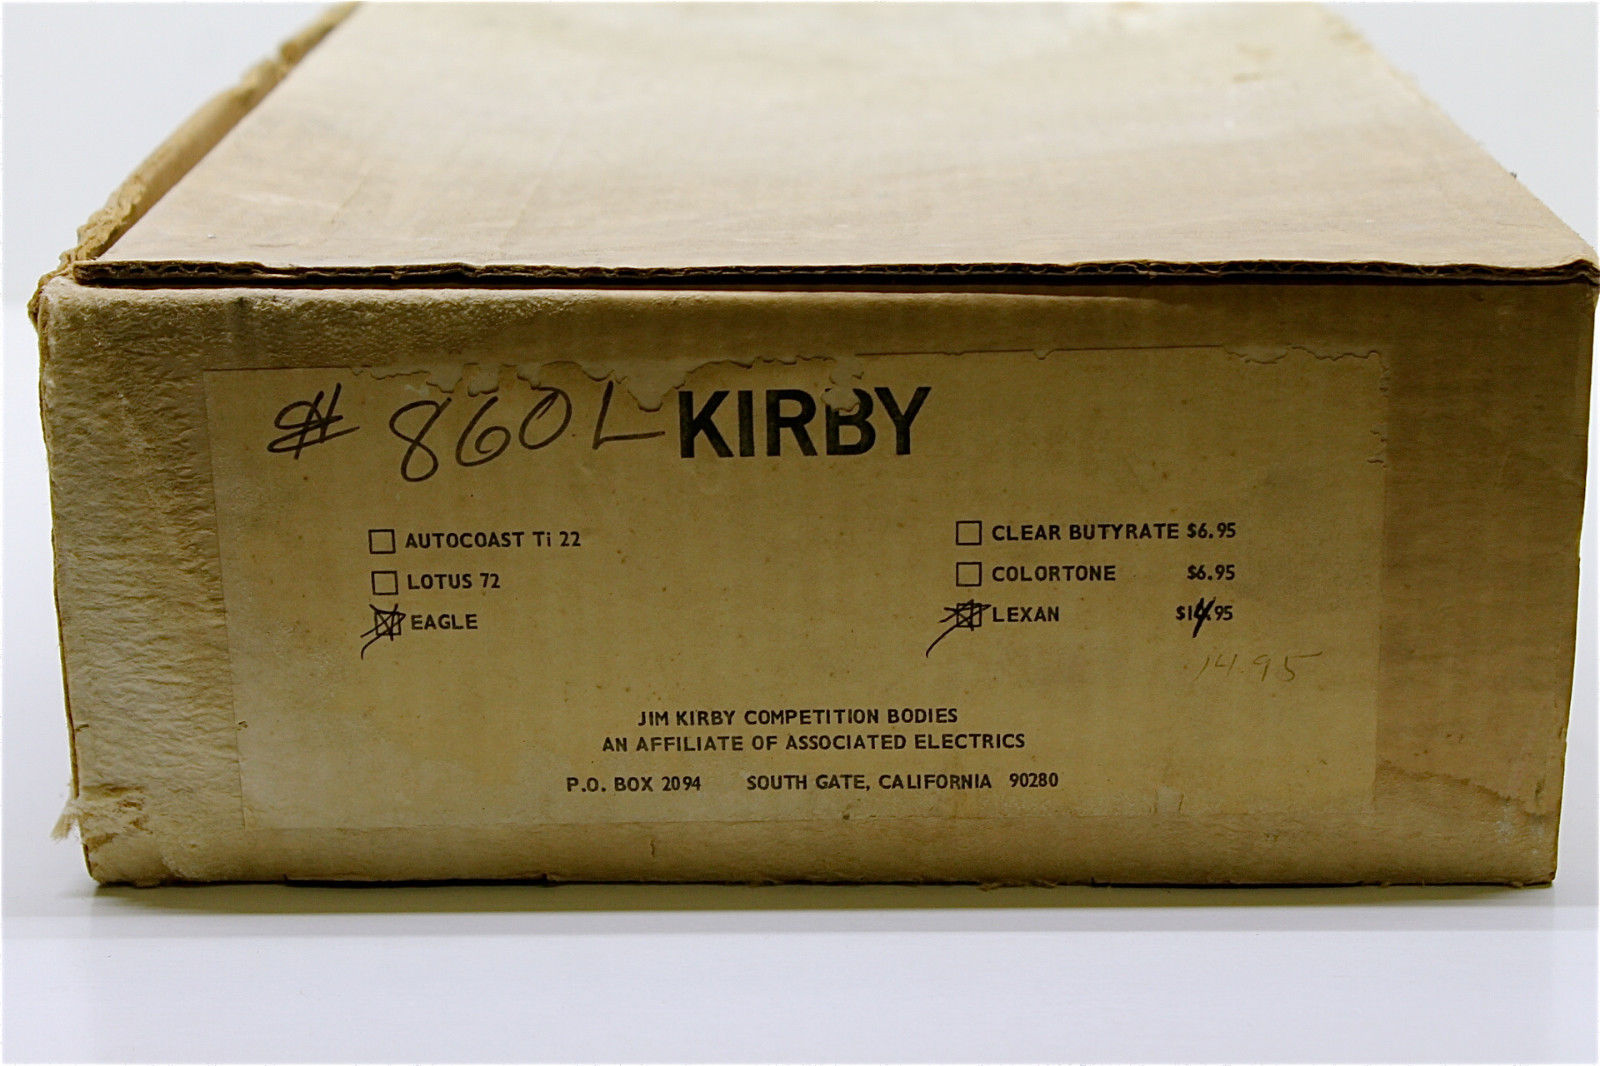 # 860L KIRBY
AUTOCOAST Ti 22
LOTUS 72
EAGLE
CLEAR BUTYRATE $6.95
COLORTONE $6.95
LEXAN
14.95
JIM KIRBY COMPETITION BODIES
AN AFFILIATE OF ASSOCIATED ELECTRICS
P.O. BOX 2094 SOUTH GATE, CALIFORNIA 90280